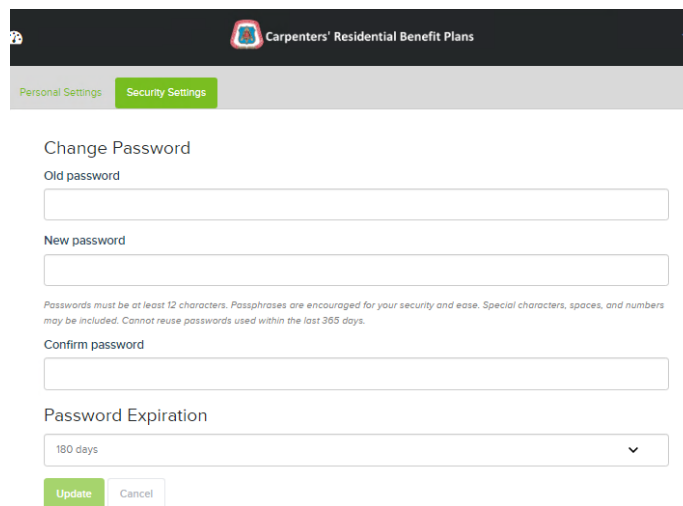 Carpenters' Residential Benefit Plans
Personal Settings
Security Settings
Change Password
Old password
New password
Passwords must be at least 12 characters. Passphrases are encouraged for your security and ease. Special characters, spaces, and numbers
may be included. Cannot reuse passwords used within the last 365 days.
Confirm password
Password Expiration
180 days
Update
Cancel